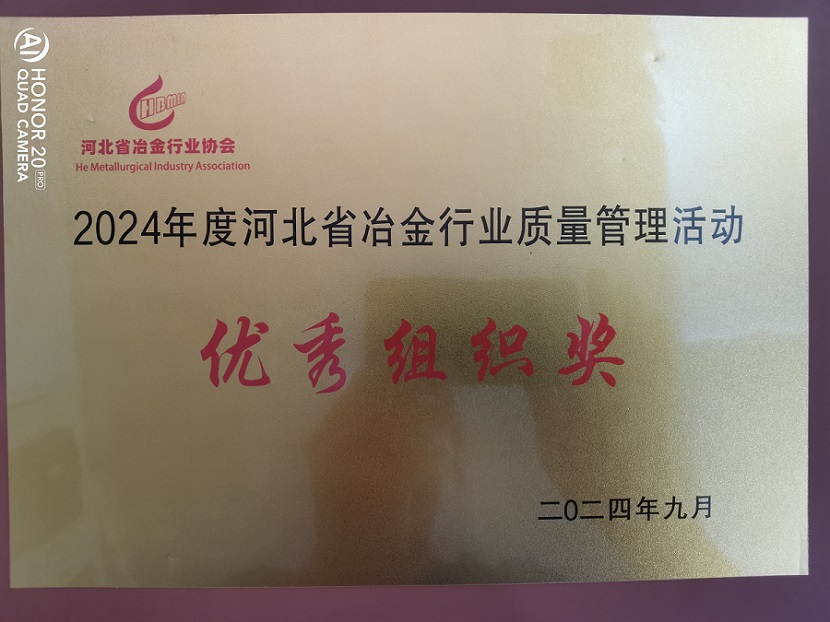 AI HONOR 20 PRO
QUAD CAMERA
HBMIA
河北省冶金行业协会
He Metallurgical Industry Association
2024年度河北省冶金行业质量管理活动
优秀组织奖
二0二四年九月